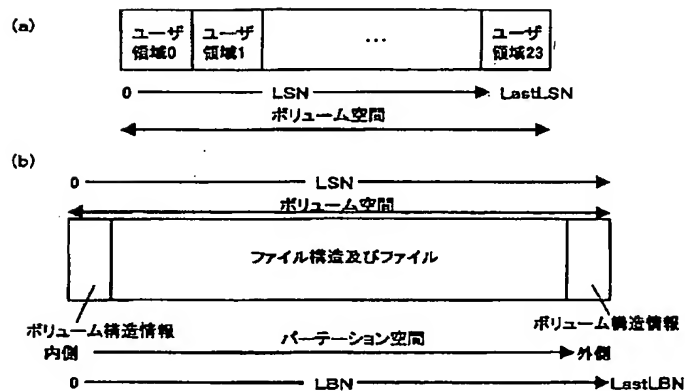 (a)
ユーザ
領域0
ユーザ
領域1
...
ユーザ
領域23
0 LSN LastLSN
ボリューム空間
(b)
0 LSN
ボリューム空間
ファイル構造及びファイル
ボリューム構造情報 ボリューム構造情報
内側 パーテーション空間 外側
0 LBN LastLBN